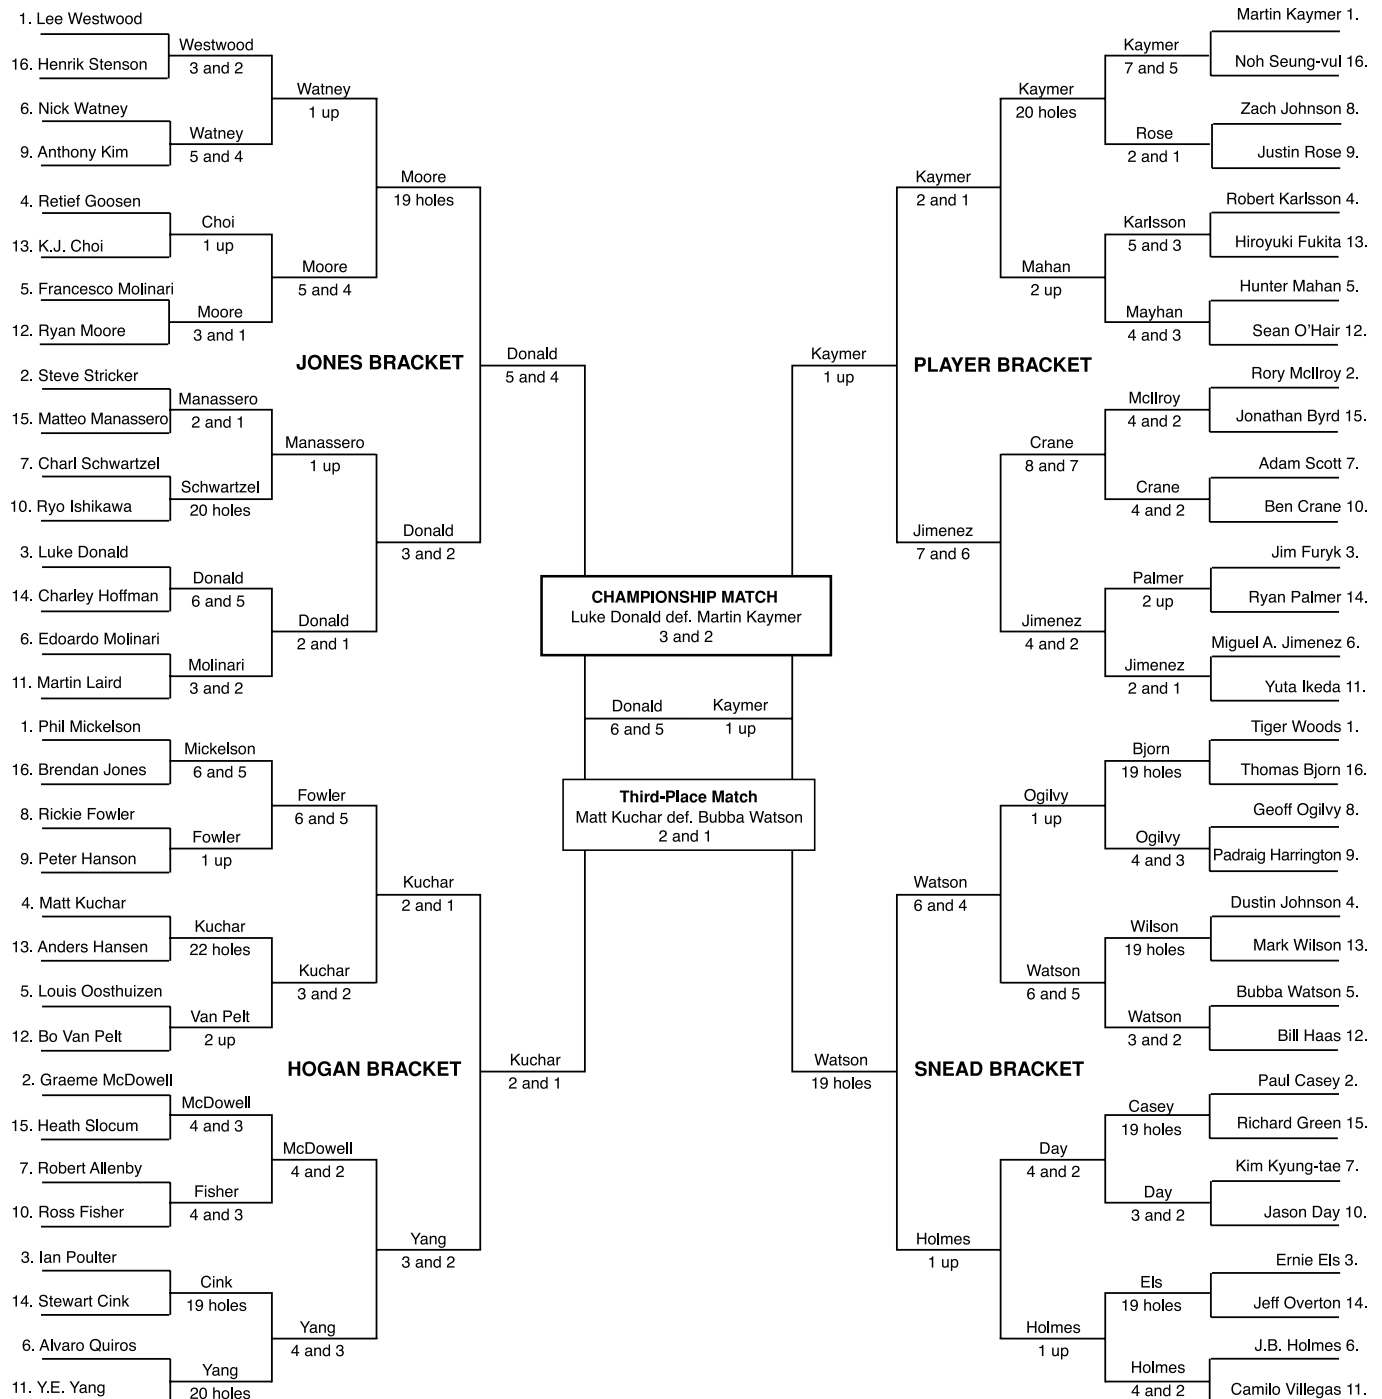 1. Lee Westwood
16. Henrik Stenson
Westwood
3 and 2
6. Nick Watney
9. Anthony Kim
Watney
5 and 4
Watney
1 up
4. Retief Goosen
13. K.J. Choi
Choi
1 up
5. Francesco Molinari
12. Ryan Moore
Moore
3 and 1
Moore
5 and 4
Moore
19 holes
JONES BRACKET
2. Steve Stricker
15. Matteo Manassero
Manassero
2 and 1
7. Charl Schwartzel
10. Ryo Ishikawa
Schwartzel
20 holes
Manassero
1 up
3. Luke Donald
14. Charley Hoffman
Donald
6 and 5
6. Edoardo Molinari
11. Martin Laird
Molinari
3 and 2
Donald
2 and 1
Donald
3 and 2
Donald
5 and 4
1. Phil Mickelson
16. Brendan Jones
Mickelson
6 and 5
8. Rickie Fowler
9. Peter Hanson
Fowler
1 up
Fowler
6 and 5
4. Matt Kuchar
13. Anders Hansen
Kuchar
22 holes
5. Louis Oosthuizen
12. Bo Van Pelt
Van Pelt
2 up
Kuchar
3 and 2
Kuchar
2 and 1
HOGAN BRACKET
2. Graeme McDowell
15. Heath Slocum
McDowell
4 and 3
7. Robert Allenby
10. Ross Fisher
Fisher
4 and 3
McDowell
4 and 2
3. Ian Poulter
14. Stewart Cink
Cink
19 holes
6. Alvaro Quiros
11. Y.E. Yang
Yang
20 holes
Yang
4 and 3
Yang
3 and 2
Kuchar
2 and 1
CHAMPIONSHIP MATCH
Luke Donald def. Martin Kaymer
3 and 2
Donald
6 and 5
Kaymer
1 up
Third-Place Match
Matt Kuchar def. Bubba Watson
2 and 1
Martin Kaymer 1.
Noh Seung-vul 16.
Kaymer
7 and 5
Zach Johnson 8.
Justin Rose 9.
Rose
2 and 1
Kaymer
20 holes
Robert Karlsson 4.
Hiroyuki Fukita 13.
Karlsson
5 and 3
Hunter Mahan 5.
Sean O'Hair 12.
Mayhan
4 and 3
Mahan
2 up
Kaymer
2 and 1
PLAYER BRACKET
Rory McIlroy 2.
Jonathan Byrd 15.
McIlroy
4 and 2
Adam Scott 7.
Ben Crane 10.
Crane
4 and 2
Crane
8 and 7
Jim Furyk 3.
Ryan Palmer 14.
Palmer
2 up
Miguel A. Jimenez 6.
Yuta Ikeda 11.
Jimenez
2 and 1
Jimenez
4 and 2
Jimenez
7 and 6
Kaymer
1 up
Tiger Woods 1.
Thomas Bjorn 16.
Bjorn
19 holes
Geoff Ogilvy 8.
Padraig Harrington 9.
Ogilvy
4 and 3
Ogilvy
1 up
Dustin Johnson 4.
Mark Wilson 13.
Wilson
19 holes
Bubba Watson 5.
Bill Haas 12.
Watson
3 and 2
Watson
6 and 5
Watson
6 and 4
SNEAD BRACKET
Paul Casey 2.
Richard Green 15.
Casey
19 holes
Kim Kyung-tae 7.
Jason Day 10.
Day
3 and 2
Day
4 and 2
Ernie Els 3.
Jeff Overton 14.
Els
19 holes
J.B. Holmes 6.
Camilo Villegas 11.
Holmes
4 and 2
Holmes
1 up
Holmes
1 up
Watson
19 holes